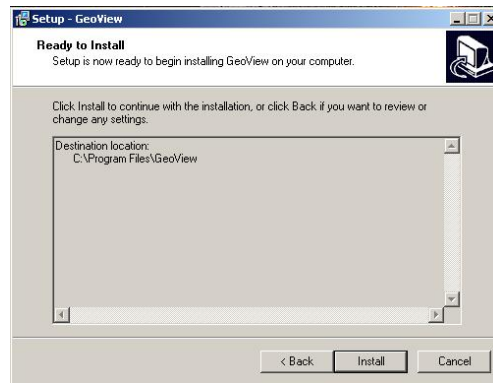 Setup - GeoView
Ready to Install
Setup is now ready to begin installing GeoView on your computer.
Click Install to continue with the installation, or click Back if you want to review or
change any settings.
Destination location:
C:\Program Files\GeoView
< Back
Install
Cancel